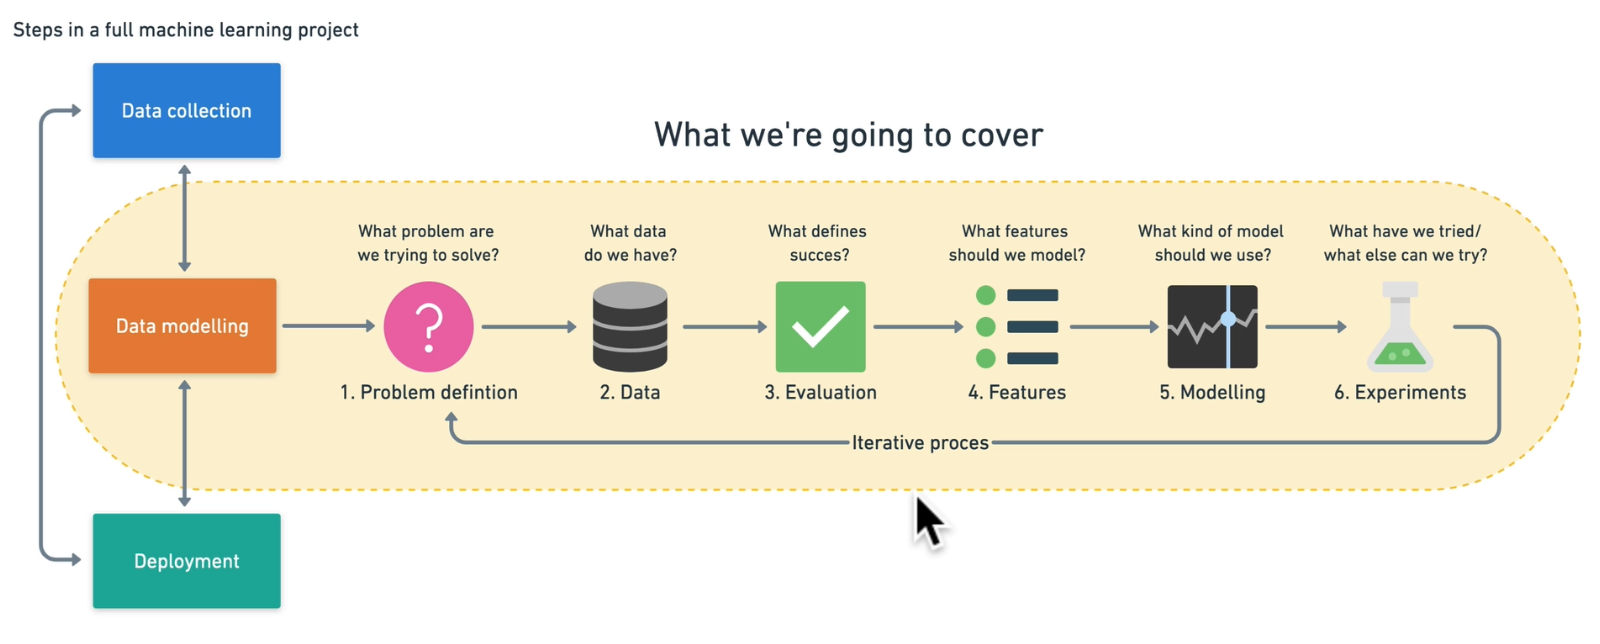 Steps in a full machine learning project
Data collection
What we're going to cover
What problem are
we trying to solve?
What data
do we have?
What defines
succes?
What features
should we model?
What kind of model
should we use?
What have we tried/
what else can we try?
Data modelling
1. Problem defintion
2. Data
3. Evaluation
4. Features
5. Modelling
6. Experiments
Iterative proces
Deployment